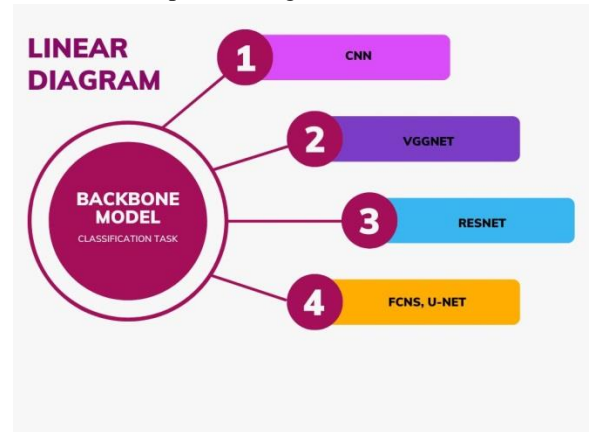 LINEAR
DIAGRAM
1
CNN
2
VGGNET
BACKBONE
MODEL
CLASSIFICATION TASK
3
RESNET
4
FCNS, U-NET